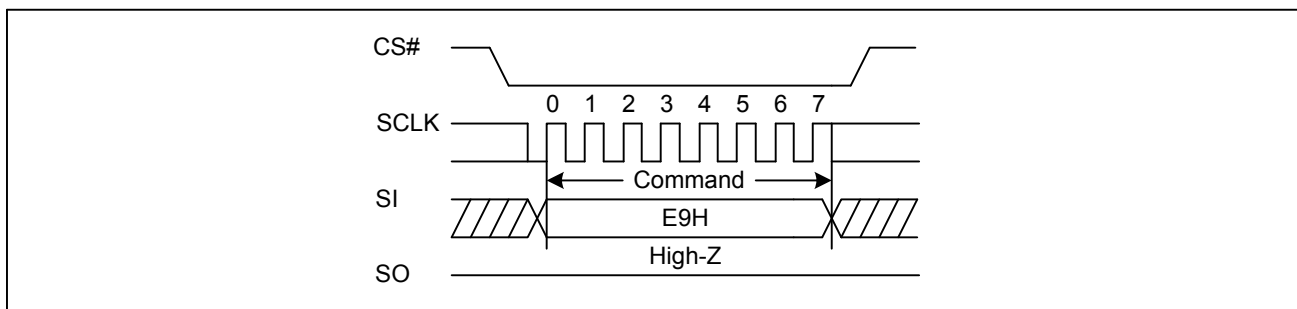 CS#
0 1 2 3 4 5 6 7
SCLK
Command
SI
E9H
High-Z
SO